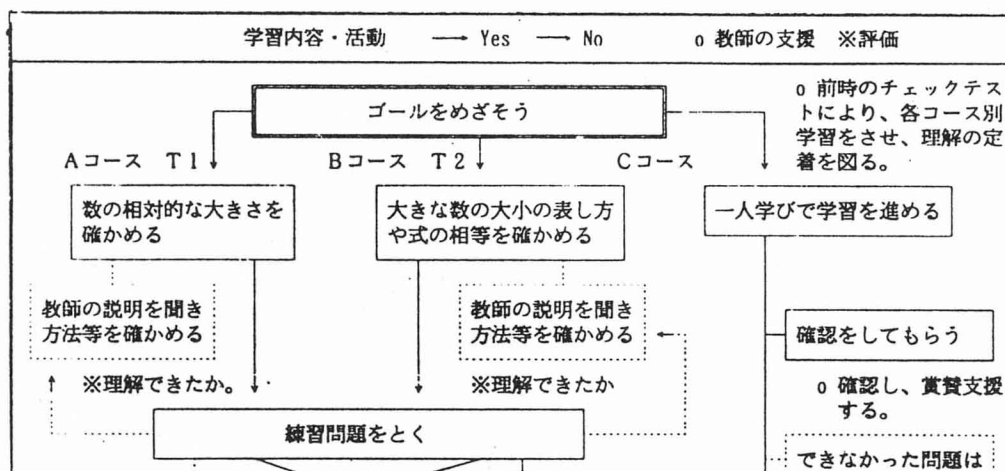 学習内容・活動 → Yes → No o 教師の支援 ※評価
ゴールをめざそう
o 前時のチェックテス
トにより、各コース別
学習をさせ、理解の定
着を図る。
Aコース T1
Bコース T2
Cコース
数の相対的な大きさを
確かめる
大きな数の大小の表し方
や式の相等を確かめる
一人学びで学習を進める
教師の説明を聞き
方法等を確かめる
教師の説明を聞き
方法等を確かめる
確認をしてもらう
※理解できたか。
※理解できたか
o 確認し、賞賛支援
する。
練習問題をとく
できなかった問題は